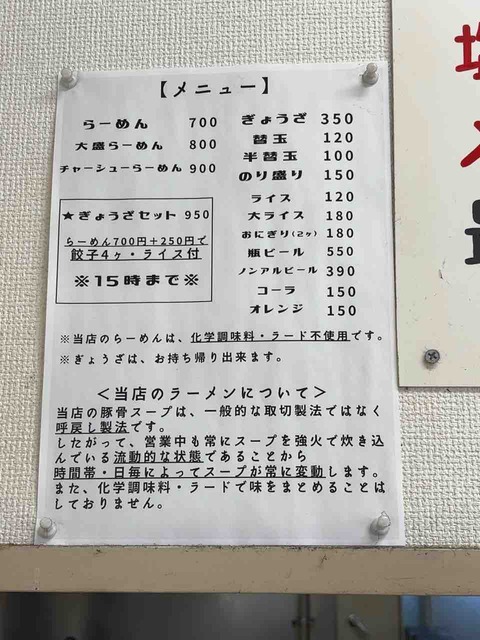 【メニュー】
らーめん 700
大盛らーめん 800
チャーシューらーめん 900
★ぎょうざセット 950
らーめん700円＋250円で
餃子4ヶ・ライス付
※15時まで※
ぎょうざ 350
替玉 120
半替玉 100
のり盛り 150
ライス 120
大ライス 180
おにぎり(2ヶ) 180
瓶ビール 550
ノンアルビール 390
コーラ 150
オレンジ 150
※当店のらーめんは、化学調味料・ラード不使用です。
※ぎょうざは、お持ち帰り出来ます。
＜当店のラーメンについて＞
当店の豚骨スープは、一般的な取切製法ではなく
呼戻し製法です。
したがって、営業中も常にスープを強火で炊き込
んでいる流動的な状態であることから
時間帯・日毎によってスープが常に変動します。
また、化学調味料・ラードで味をまとめることは
しておりません。